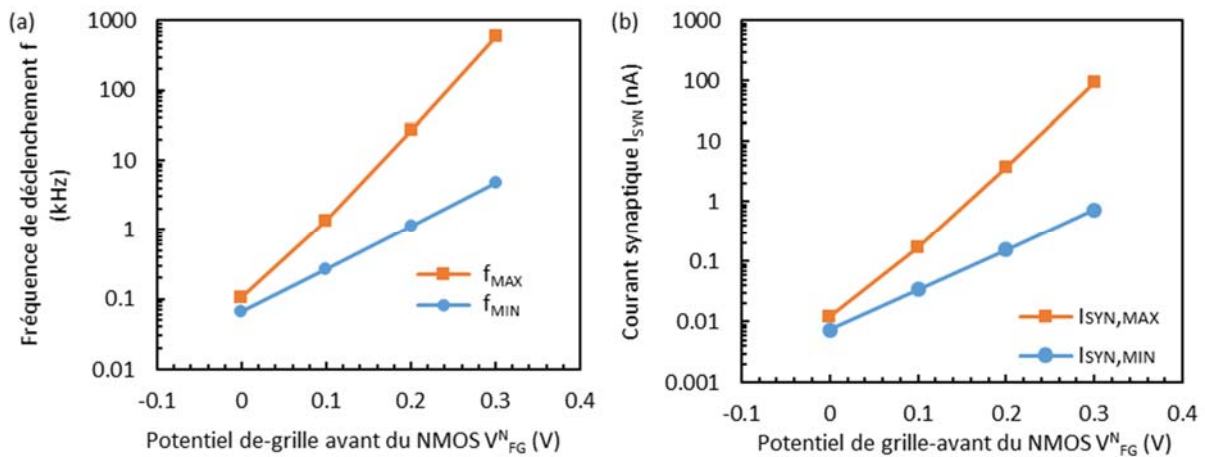 (a)
Fréquence de déclenchement f
(kHz)
1000
100
10
1
0.1
0.01
-0.1 0 0.1 0.2 0.3 0.4
fMAX
fMIN
Potentiel de-grille avant du NMOS VᴺFG (V)
(b)
Courant synaptique ISYN (nA)
1000
100
10
1
0.1
0.01
0.001
-0.1 0 0.1 0.2 0.3 0.4
ISYN,MAX
ISYN,MIN
Potentiel de grille-avant du NMOS VᴺFG (V)